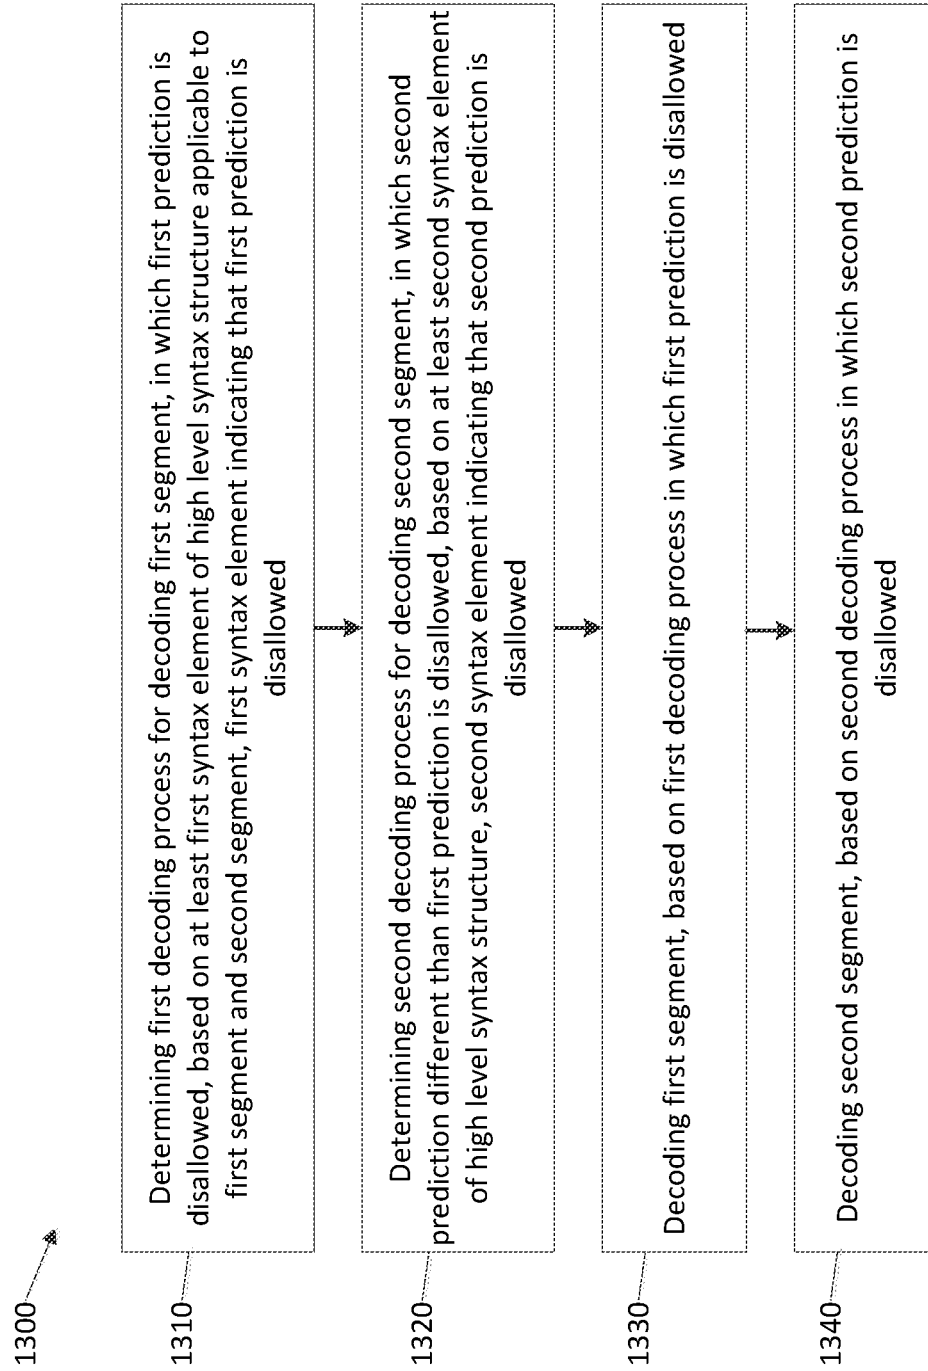 1300
1310
Determining first decoding process for decoding first segment, in which first prediction is
disallowed, based on at least first syntax element of high level syntax structure applicable to
first segment and second segment, first syntax element indicating that first prediction is
disallowed
1320
Determining second decoding process for decoding second segment, in which second
prediction different than first prediction is disallowed, based on at least second syntax element
of high level syntax structure, second syntax element indicating that second prediction is
disallowed
1330
Decoding first segment, based on first decoding process in which first prediction is disallowed
1340
Decoding second segment, based on second decoding process in which second prediction is
disallowed